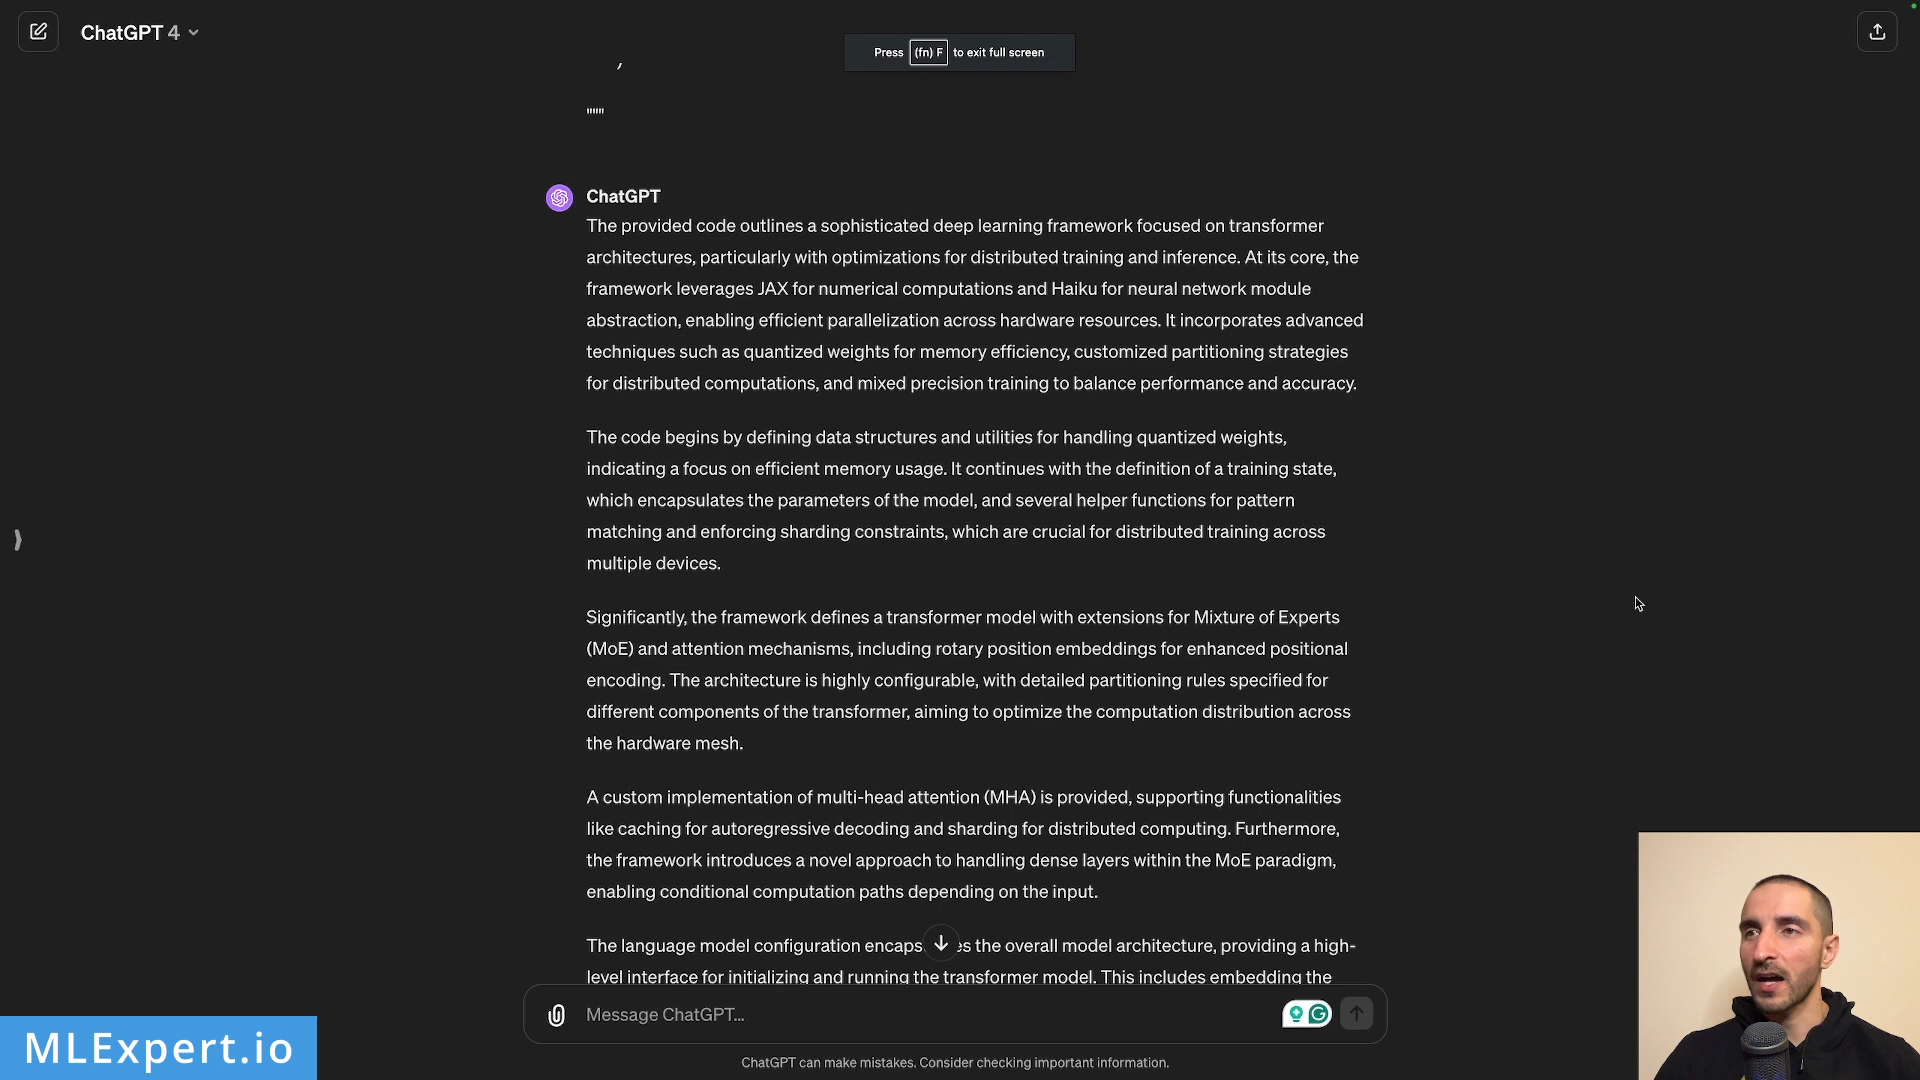 ChatGPT 4
Press (fn) F to exit full screen
,
"""
ChatGPT
The provided code outlines a sophisticated deep learning framework focused on transformer
architectures, particularly with optimizations for distributed training and inference. At its core, the
framework leverages JAX for numerical computations and Haiku for neural network module
abstraction, enabling efficient parallelization across hardware resources. It incorporates advanced
techniques such as quantized weights for memory efficiency, customized partitioning strategies
for distributed computations, and mixed precision training to balance performance and accuracy.
The code begins by defining data structures and utilities for handling quantized weights,
indicating a focus on efficient memory usage. It continues with the definition of a training state,
which encapsulates the parameters of the model, and several helper functions for pattern
matching and enforcing sharding constraints, which are crucial for distributed training across
multiple devices.
Significantly, the framework defines a transformer model with extensions for Mixture of Experts
(MoE) and attention mechanisms, including rotary position embeddings for enhanced positional
encoding. The architecture is highly configurable, with detailed partitioning rules specified for
different components of the transformer, aiming to optimize the computation distribution across
the hardware mesh.
A custom implementation of multi-head attention (MHA) is provided, supporting functionalities
like caching for autoregressive decoding and sharding for distributed computing. Furthermore,
the framework introduces a novel approach to handling dense layers within the MoE paradigm,
enabling conditional computation paths depending on the input.
The language model configuration the overall model architecture, providing a high-
level interface for initializing and running the transformer model. This includes embedding the
Message ChatGPT...
ChatGPT can make mistakes. Consider checking important information.
MLExpert.io